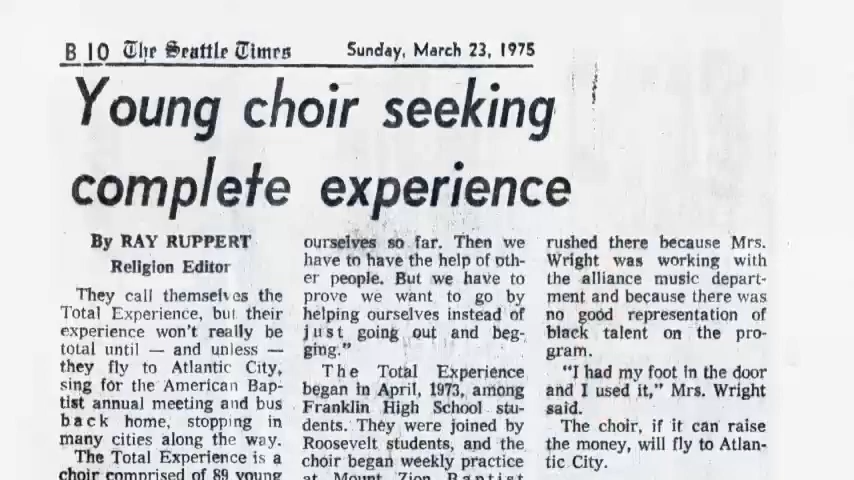 B 10 The Seattle Times Sunday, March 23, 1975
Young choir seeking
complete experience
By RAY RUPPERT
Religion Editor
They call themselves the
Total Experience, but their
experience won't really be
total until — and unless —
they fly to Atlantic City,
sing for the American Bap-
tist annual meeting and bus
back home, stopping in
many cities along the way.
The Total Experience is a
choir comprised of 89 young
ourselves so far. Then we
have to have the help of oth-
er people. But we have to
prove we want to go by
helping ourselves instead of
just going out and beg-
ging."
The Total Experience
began in April, 1973, among
Franklin High School stu-
dents. They were joined by
Roosevelt students, and the
choir began weekly practice
at Mount Zion Baptist
rushed there because Mrs.
Wright was working with
the alliance music depart-
ment and because there was
no good representation of
black talent on the pro-
gram.
"I had my foot in the door
and I used it," Mrs. Wright
said.
The choir, if it can raise
the money, will fly to Atlan-
tic City.